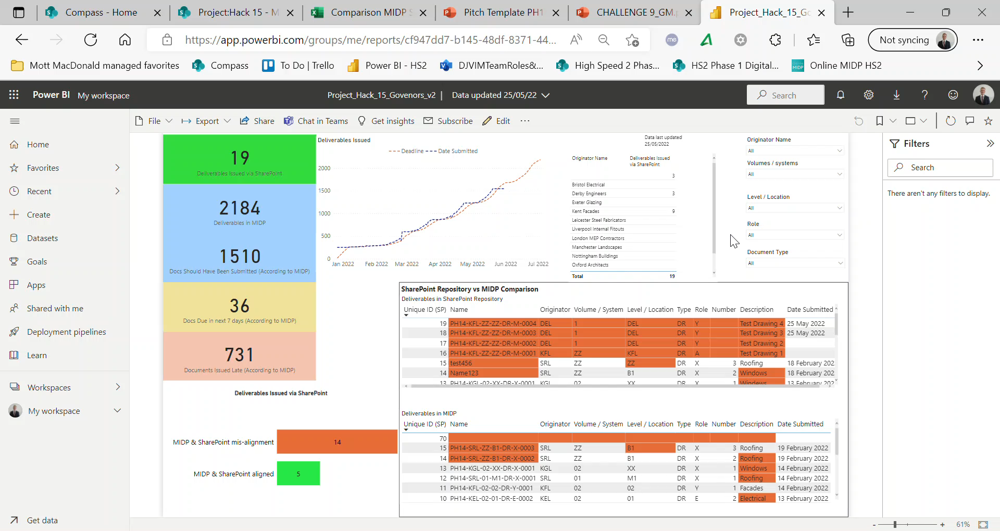 Compass - Home
Project:Hack 15 - M
Comparison MIDP S
Pitch Template PH1
CHALLENGE 9_GM.p
Project_Hack_15_Go
https://app.powerbi.com/groups/me/reports/cf947dd7-b145-48df-8371-44...
me
Not syncing
Mott MacDonald managed favorites
Compass
To Do | Trello
Power BI - HS2
DJVIMTeamRoles&...
High Speed 2 Phas...
HS2 Phase 1 Digital...
MIDP
Online MIDP HS2
Power BI My workspace
Project_Hack_15_Govenors_v2 | Data updated 25/05/22
Search
File
Export
Share
Chat in Teams
Get insights
Subscribe
Edit
Home
Favorites
Recent
Create
Datasets
Goals
Apps
Shared with me
Deployment pipelines
Learn
Workspaces
My workspace
Get data
19
Deliverables Issued via SharePoint
2184
Deliverables in MIDP
1510
Docs Should Have Been Submitted (According to MIDP)
36
Docs Due in next 7 days (According to MIDP)
731
Documents Issued Late (According to MIDP)
Deliverables Issued
Deadline Date Submitted
2000
1500
1000
500
0
Jan 2022 Feb 2022 Mar 2022 Apr 2022 May 2022 Jun 2022 Jul 2022
Data last updated
25/05/2022
Originator Name Deliverables Issued
via SharePoint
3
Bristol Electrical
Derby Engineers 3
Exeter Glazing
Kent Facades 9
Leicester Steel Fabricators
Liverpool Internal Fitouts
London MEP Contractors
Manchester Landscapes
Nottingham Buildings
Oxford Architects
Total 19
Originator Name
All
Volumes / systems
All
Level / Location
All
Role
All
Document Type
All
Filters
Search
There aren't any filters to display.
Deliverables Issued via SharePoint
MIDP & SharePoint mis-alignment 14
MIDP & SharePoint aligned 5
SharePoint Repository vs MIDP Comparison
Deliverables in SharePoint Repository
Unique ID (SP) Name Originator Volume / System Level / Location Type Role Number Description Date Submitted
19 PH14-KFL-ZZ-ZZ-DR-M-0004 DEL 1 DEL DR Y Test Drawing 4 25 May 2022
18 PH14-KFL-ZZ-ZZ-DR-M-0003 DEL 1 DEL DR Y Test Drawing 3 25 May 2022
17 PH14-KFL-ZZ-ZZ-DR-M-0002 DEL 1 DEL DR Y Test Drawing 2
16 PH14-KFL-ZZ-ZZ-DR-M-0001 KFL ZZ KFL DR A Test Drawing 1
15 test456 SRL ZZ ZZ DR X 3 Roofing 18 February 202
14 Name123 SRL ZZ B1 DR X 2 Windows 18 February 202
13 PH14-KGL-02-XX-DR-X-0001 KGL 02 XX DR X 1 Windows 13 February 202
Deliverables in MIDP
Unique ID (SP) Name Originator Volume / System Level / Location Type Role Number Description Date Submitted
70
15 PH14-SRL-ZZ-B1-DR-X-0003 SRL ZZ B1 DR X 3 Roofing 19 February 2022
14 PH14-SRL-ZZ-B1-DR-X-0002 SRL ZZ B1 DR X 2 Roofing 19 February 2022
13 PH14-KGL-02-XX-DR-X-0001 KGL 02 XX DR X 1 Windows 14 February 2022
12 PH14-SRL-01-M1-DR-X-0001 SRL 01 M1 DR X 1 Roofing 14 February 2022
11 PH14-KFL-02-02-DR-Y-0001 KFL 02 02 DR Y 1 Facades 14 February 2022
10 PH14-KEL-02-01-DR-E-0002 KEL 02 01 DR E 2 Electrical 13 February 2022
- + 61%